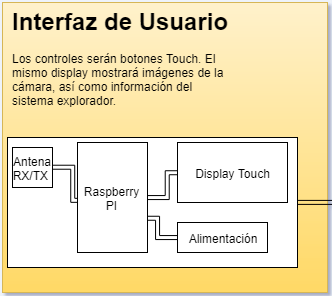 Interfaz de Usuario
Los controles serán botones Touch. El
mismo display mostrará imágenes de la
cámara, así como información del
sistema explorador.
Antena
RX/TX
Raspberry
PI
Display Touch
Alimentación